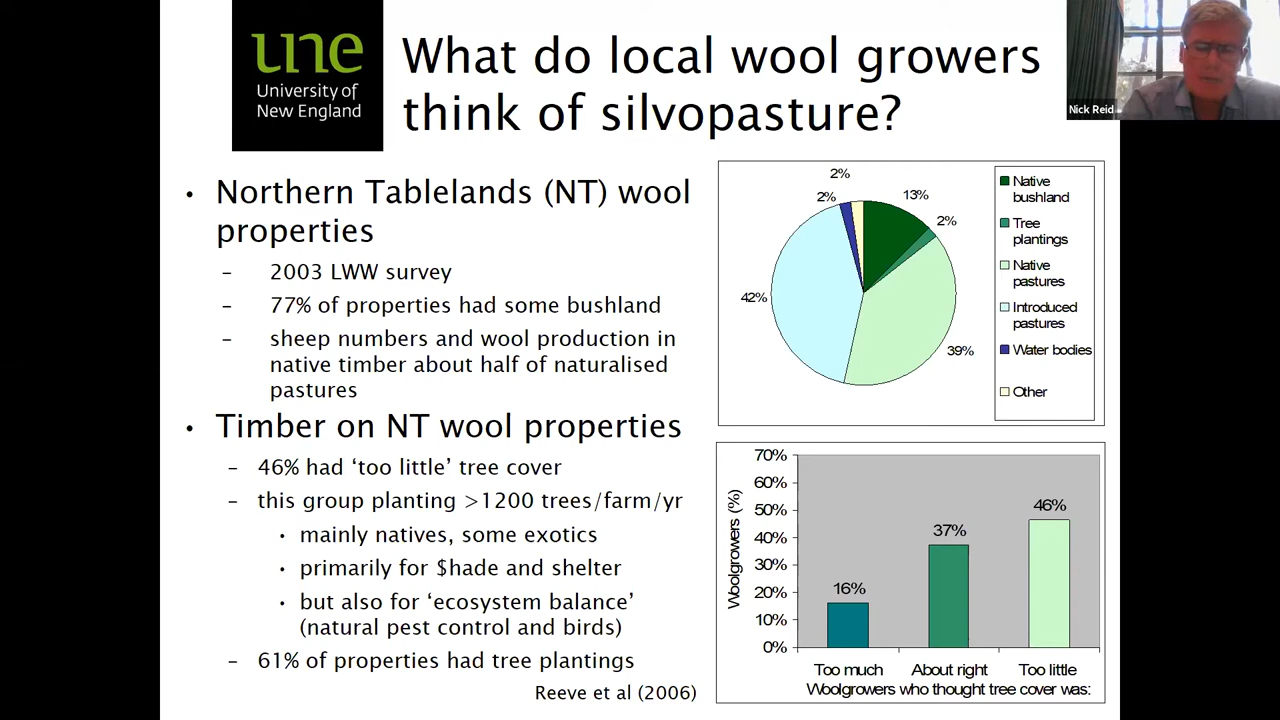 une
University of
New England
What do local wool growers
think of silvopasture?
Nick Reid
• Northern Tablelands (NT) wool
properties
– 2003 LWW survey
– 77% of properties had some bushland
– sheep numbers and wool production in
native timber about half of naturalised
pastures
• Timber on NT wool properties
– 46% had ‘too little’ tree cover
– this group planting >1200 trees/farm/yr
• mainly natives, some exotics
• primarily for $hade and shelter
• but also for ‘ecosystem balance’
(natural pest control and birds)
– 61% of properties had tree plantings
Reeve et al (2006)
2%
2%
13%
2%
42%
39%
Native
bushland
Tree
plantings
Native
pastures
Introduced
pastures
Water bodies
Other
70%
60%
50%
40%
30%
20%
10%
0%
Woolgrowers (%)
16%
37%
46%
Too much
About right
Too little
Woolgrowers who thought tree cover was: